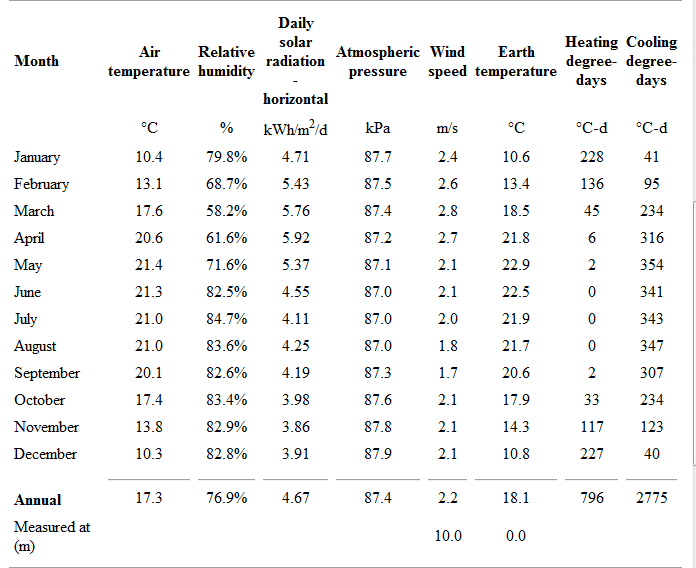 Month Air temperature Relative humidity Daily solar radiation - horizontal Atmospheric pressure Wind speed Earth temperature Heating degree-days Cooling degree-days
°C % kWh/m²/d kPa m/s °C °C-d °C-d
January 10.4 79.8% 4.71 87.7 2.4 10.6 228 41
February 13.1 68.7% 5.43 87.5 2.6 13.4 136 95
March 17.6 58.2% 5.76 87.4 2.8 18.5 45 234
April 20.6 61.6% 5.92 87.2 2.7 21.8 6 316
May 21.4 71.6% 5.37 87.1 2.1 22.9 2 354
June 21.3 82.5% 4.55 87.0 2.1 22.5 0 341
July 21.0 84.7% 4.11 87.0 2.0 21.9 0 343
August 21.0 83.6% 4.25 87.0 1.8 21.7 0 347
September 20.1 82.6% 4.19 87.3 1.7 20.6 2 307
October 17.4 83.4% 3.98 87.6 2.1 17.9 33 234
November 13.8 82.9% 3.86 87.8 2.1 14.3 117 123
December 10.3 82.8% 3.91 87.9 2.1 10.8 227 40
Annual 17.3 76.9% 4.67 87.4 2.2 18.1 796 2775
Measured at (m) 10.0 0.0